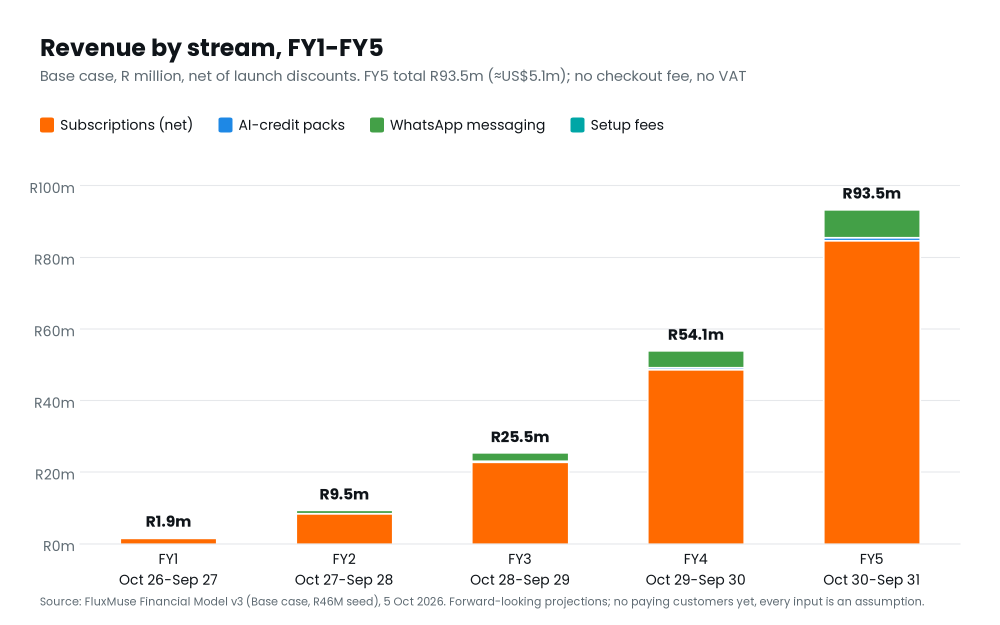 Revenue by stream, FY1-FY5
Base case, R million, net of launch discounts. FY5 total R93.5m (≈US$5.1m); no checkout fee, no VAT
Subscriptions (net) AI-credit packs WhatsApp messaging Setup fees
R100m
R93.5m
R80m
R60m
R54.1m
R40m
R25.5m
R20m
R9.5m
R1.9m
R0m
FY1 FY2 FY3 FY4 FY5
Oct 26-Sep 27 Oct 27-Sep 28 Oct 28-Sep 29 Oct 29-Sep 30 Oct 30-Sep 31
Source: FluxMuse Financial Model v3 (Base case, R46M seed), 5 Oct 2026. Forward-looking projections; no paying customers yet, every input is an assumption.